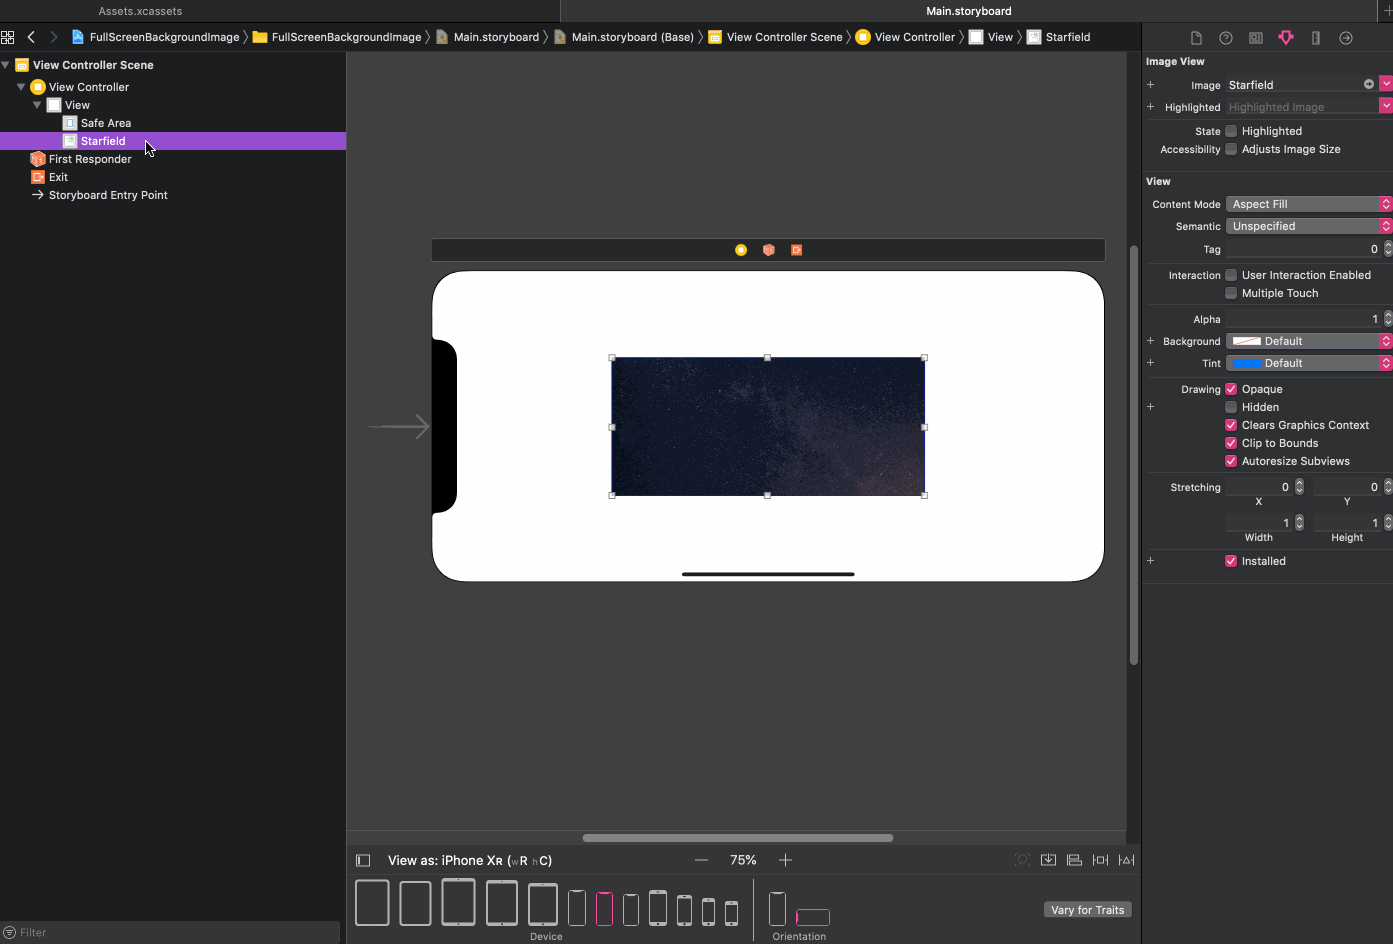 Assets.xcassets
Main.storyboard
FullScreenBackgroundImage
FullScreenBackgroundImage
Main.storyboard
Main.storyboard (Base)
View Controller Scene
View Controller
View
Starfield
View Controller Scene
View Controller
View
Safe Area
Starfield
First Responder
Exit
Storyboard Entry Point
Filter
View as: iPhone XR (wR hC)
75%
Device
Orientation
Vary for Traits
Image View
Image Starfield
Highlighted Highlighted Image
State Highlighted
Accessibility Adjusts Image Size
View
Content Mode Aspect Fill
Semantic Unspecified
Tag 0
Interaction User Interaction Enabled
Multiple Touch
Alpha 1
Background Default
Tint Default
Drawing Opaque
Hidden
Clears Graphics Context
Clip to Bounds
Autoresize Subviews
Stretching 0 0
X Y
1 1
Width Height
Installed